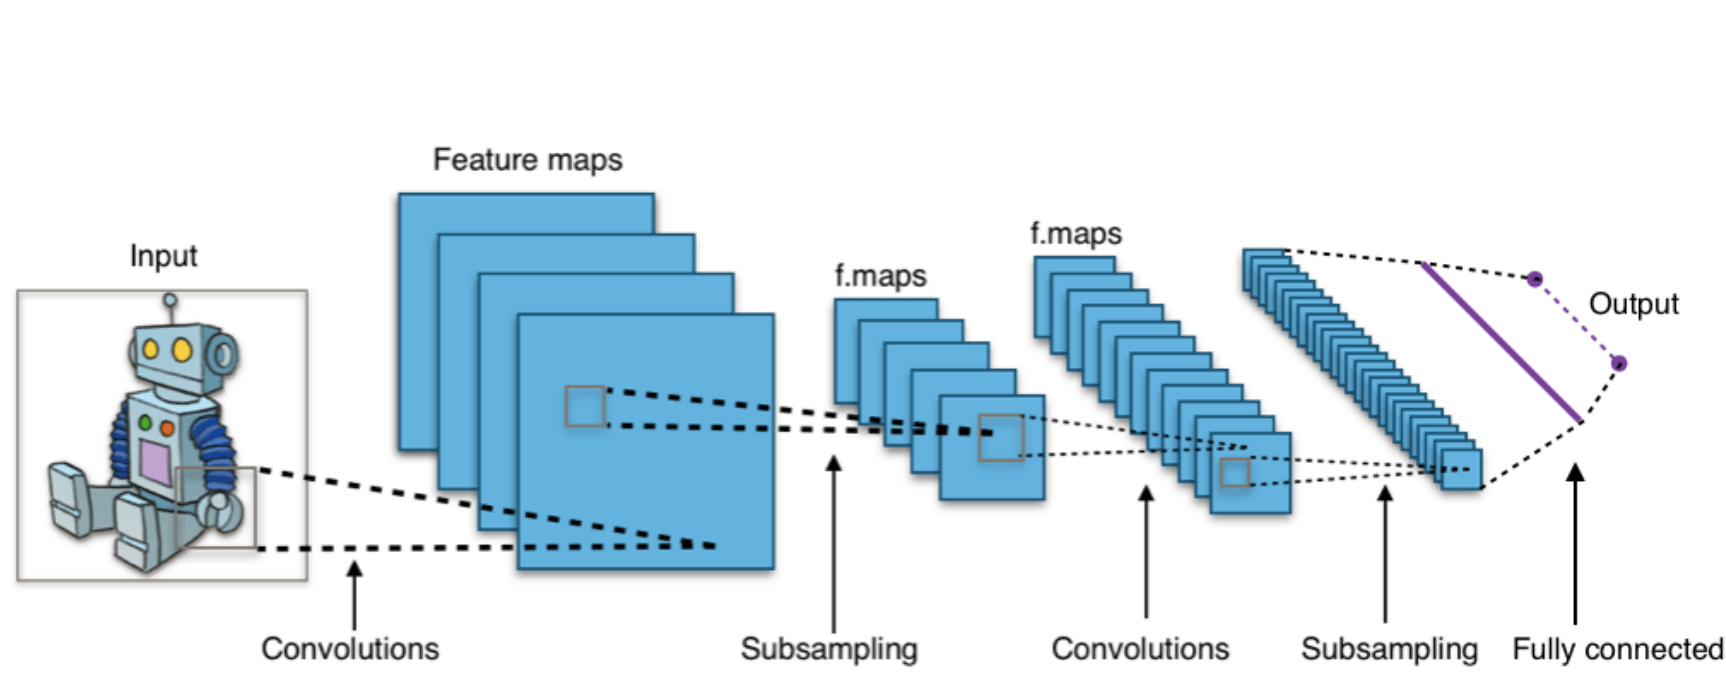 Feature maps
Input
f.maps
f.maps
Output
Convolutions
Subsampling
Convolutions
Subsampling
Fully connected